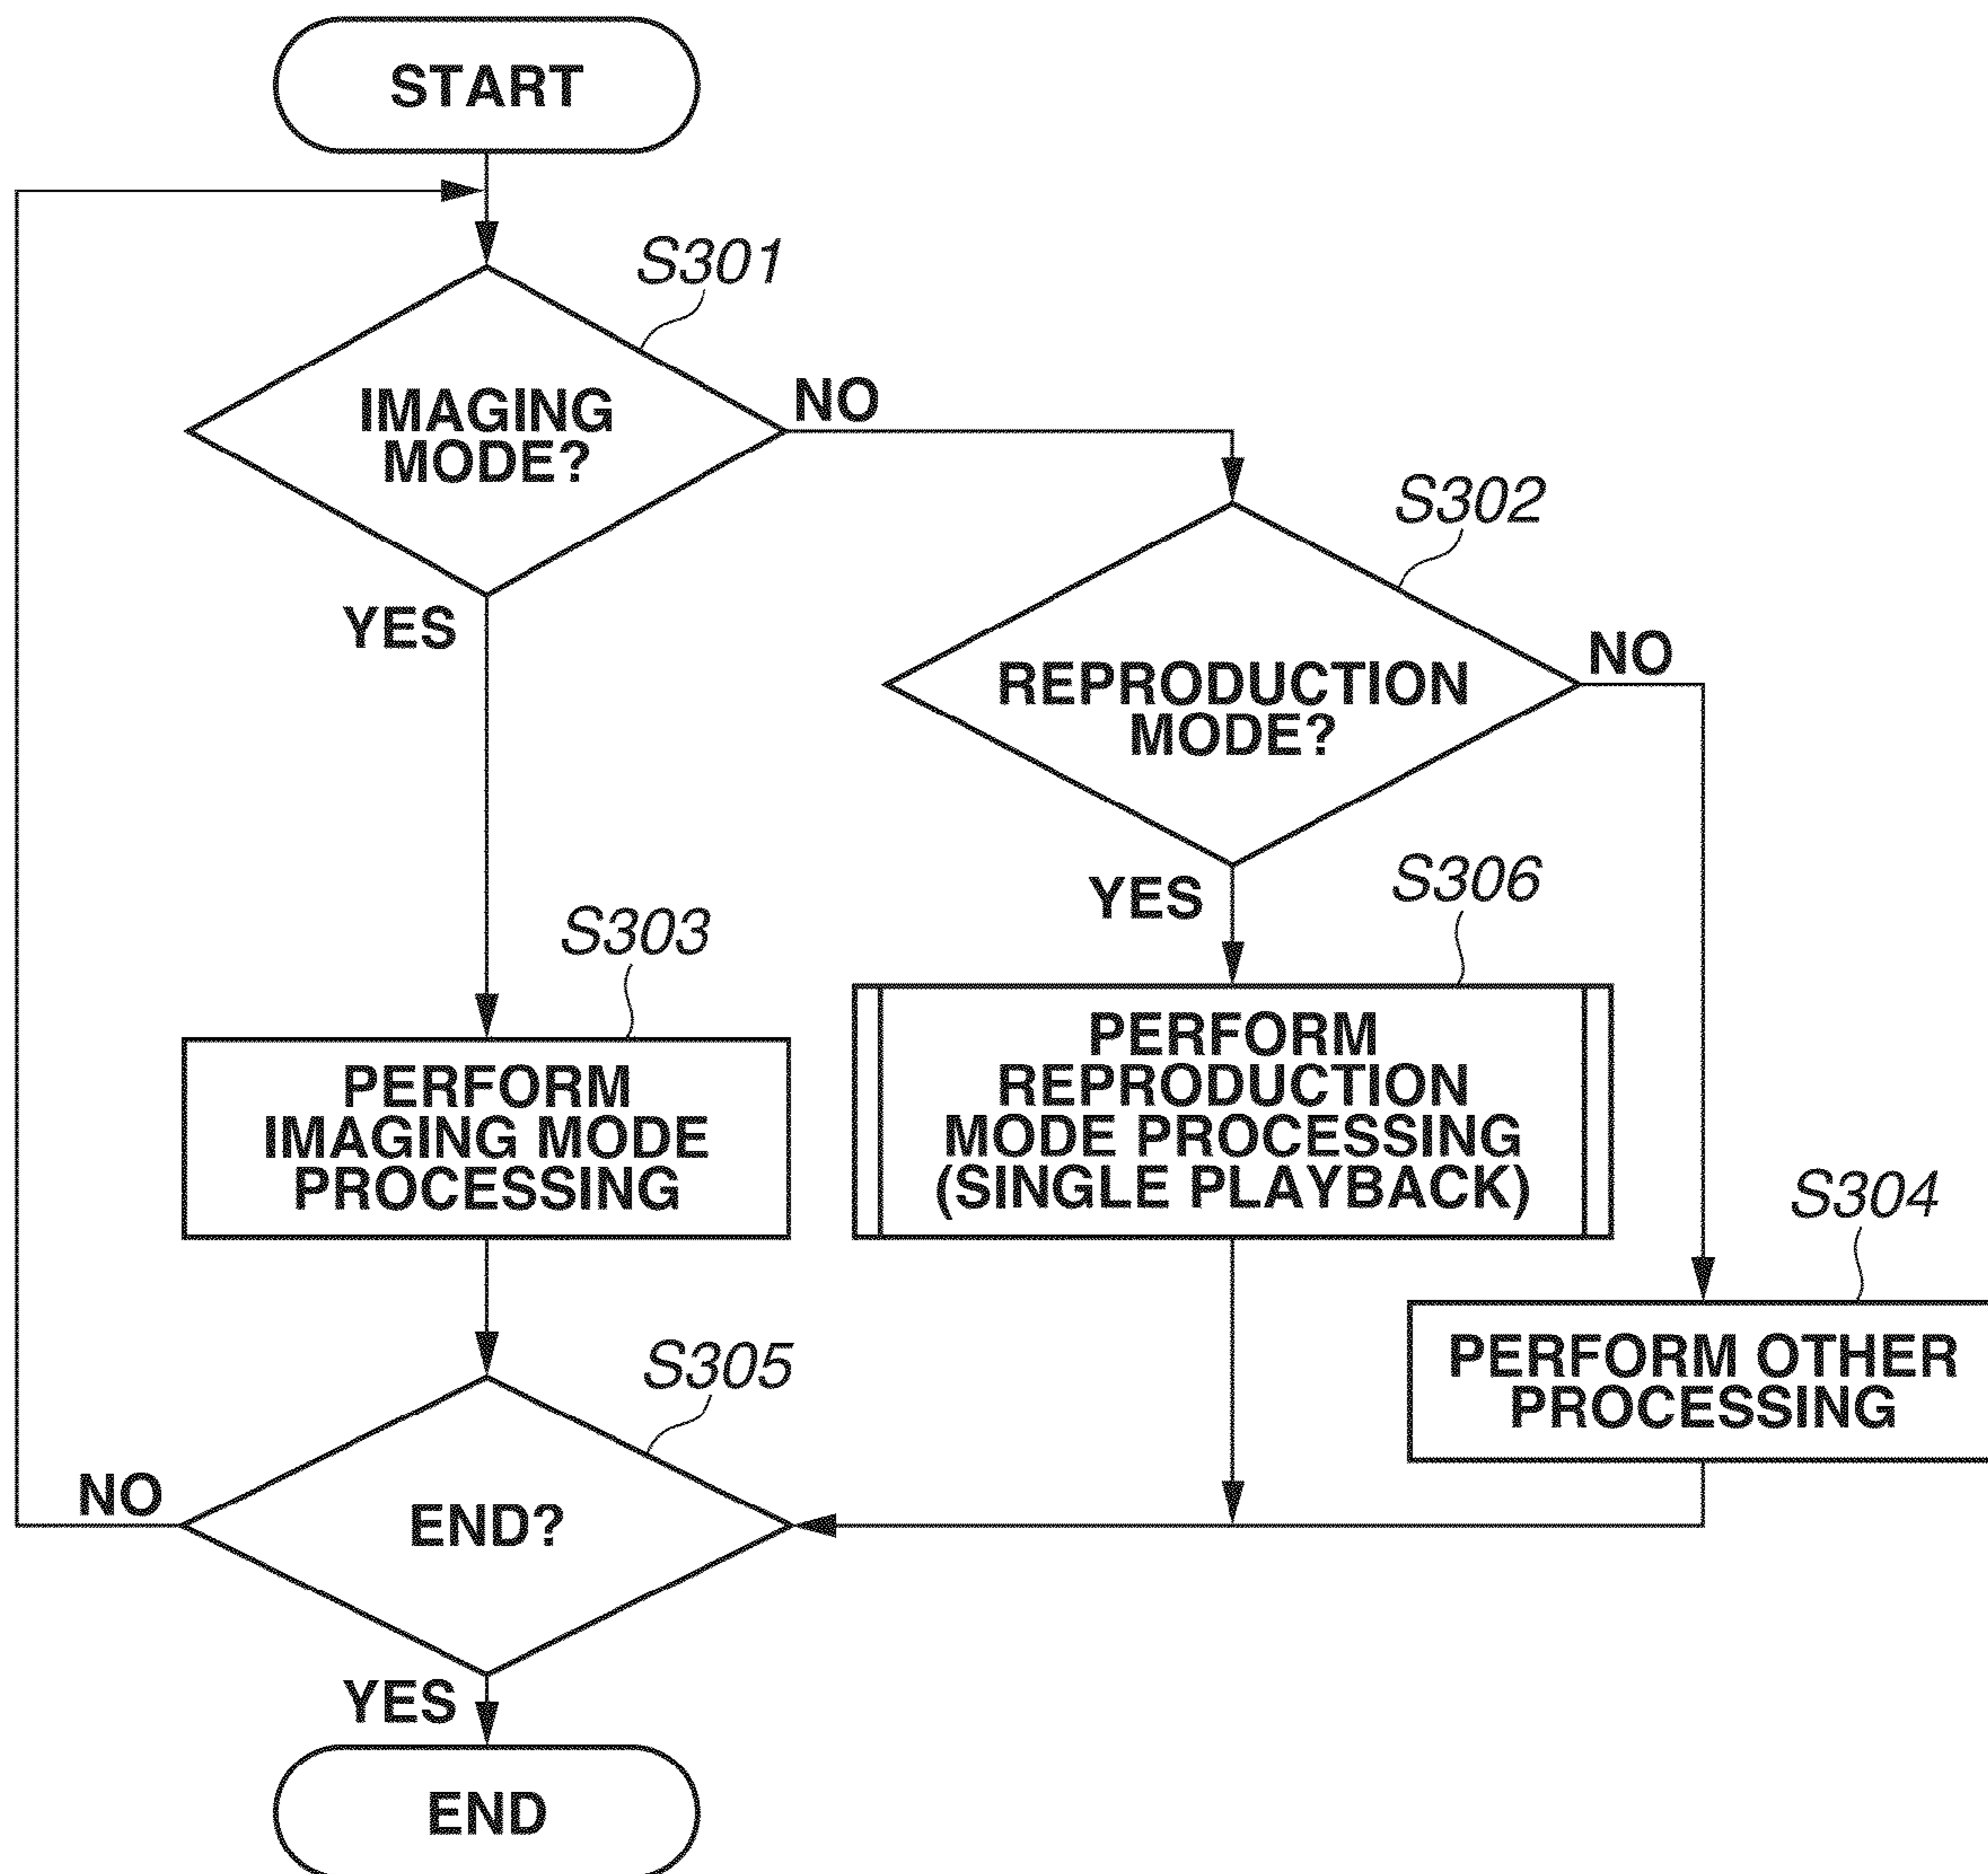 START
S301
IMAGING
MODE?
NO
S302
YES
REPRODUCTION
MODE?
NO
YES
S306
S303
PERFORM
IMAGING MODE
PROCESSING
PERFORM
REPRODUCTION
MODE PROCESSING
(SINGLE PLAYBACK)
S304
PERFORM OTHER
PROCESSING
S305
NO
END?
YES
END